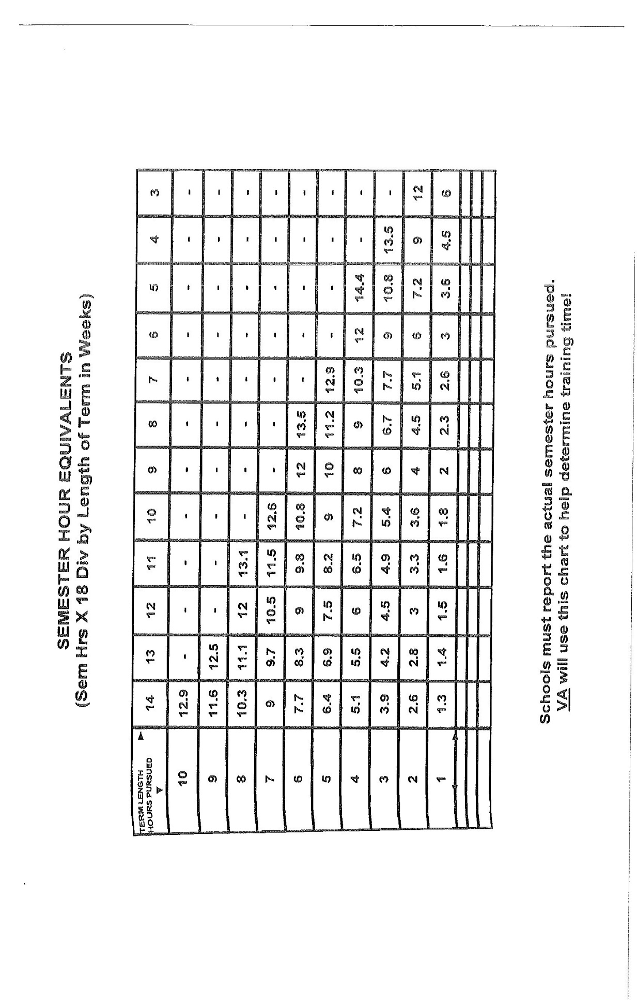 SEMESTER HOUR EQUIVALENTS
(Sem Hrs X 18 Div by Length of Term in Weeks)
TERM LENGTH ▶ 14 13 12 11 10 9 8 7 6 5 4 3
HOURS PURSUED
▼
10 12.9 - - - - - - - - - - -
9 11.6 12.5 - - - - - - - - - -
8 10.3 11.1 12 13.1 - - - - - - - -
7 9 9.7 10.5 11.5 12.6 - - - - - - -
6 7.7 8.3 9 9.8 10.8 12 13.5 - - - - -
5 6.4 6.9 7.5 8.2 9 10 11.2 12.9 - - - -
4 5.1 5.5 6 6.5 7.2 8 9 10.3 12 14.4 - -
3 3.9 4.2 4.5 4.9 5.4 6 6.7 7.7 9 10.8 13.5 -
2 2.6 2.8 3 3.3 3.6 4 4.5 5.1 6 7.2 9 12
1 1.3 1.4 1.5 1.6 1.8 2 2.3 2.6 3 3.6 4.5 6
Schools must report the actual semester hours pursued.
VA will use this chart to help determine training time!